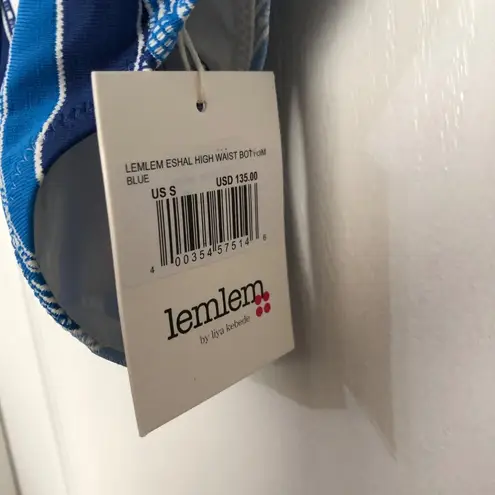 LEMLEM ESHAL HIGH WAIST BOTTOM
BLUE
US S USD 135.00
4 00354 57514 6
lemlem
by liya kebede